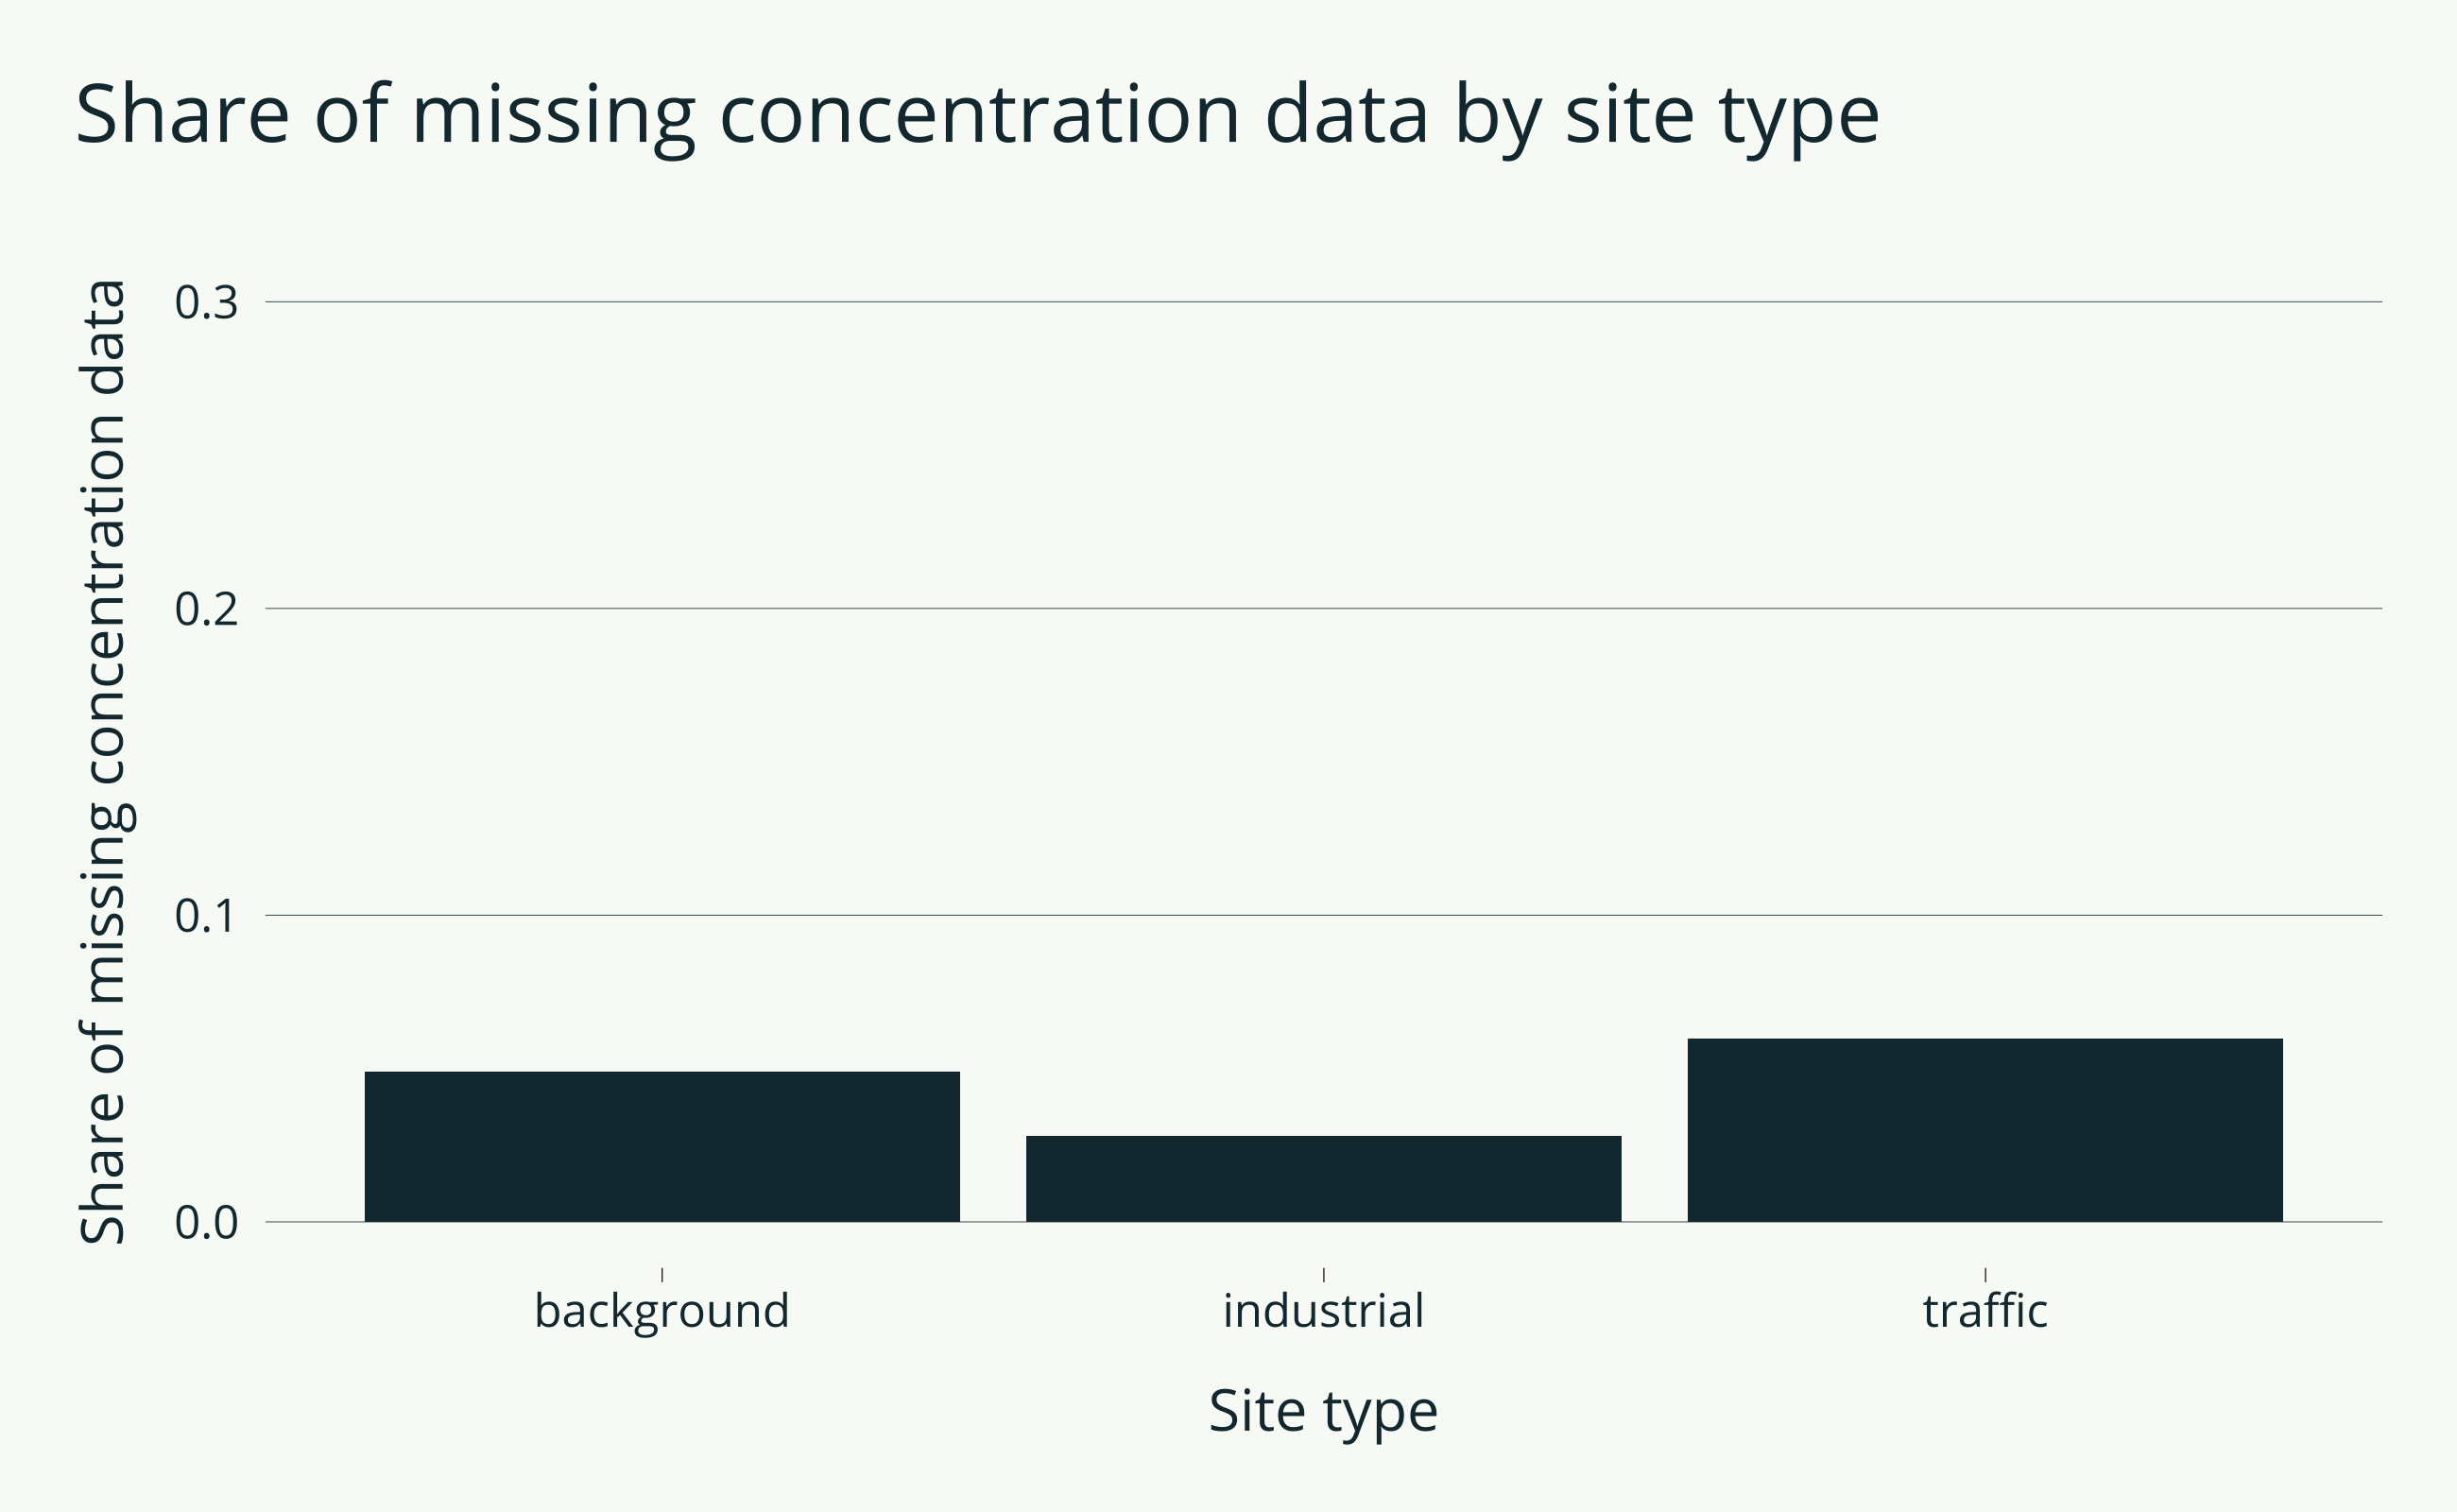 Share of missing concentration data by site type
Share of missing concentration data
0.3
0.2
0.1
0.0
background
industrial
traffic
Site type